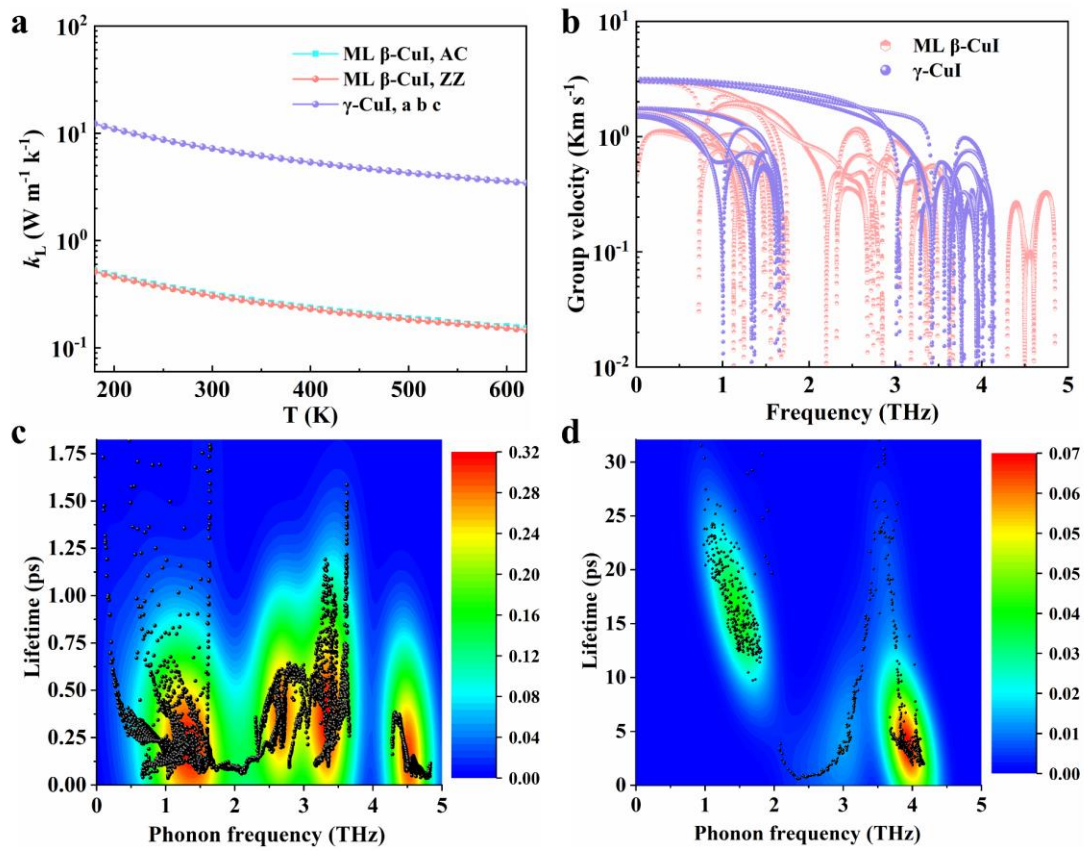 a
10²
10¹
10⁰
10⁻¹
k_L (W m⁻¹ k⁻¹)
ML β-CuI, AC
ML β-CuI, ZZ
γ-CuI, a b c
200 300 400 500 600
T (K)
b
10¹
10⁰
10⁻¹
10⁻²
Group velocity (Km s⁻¹)
ML β-CuI
γ-CuI
0 1 2 3 4 5
Frequency (THz)
c
1.75
1.50
1.25
1.00
0.75
0.50
0.25
0.00
Lifetime (ps)
0 1 2 3 4 5
Phonon frequency (THz)
0.32
0.28
0.24
0.20
0.16
0.12
0.08
0.04
0.00
d
30
25
20
15
10
5
0
Lifetime (ps)
0 1 2 3 4 5
Phonon frequency (THz)
0.07
0.06
0.05
0.04
0.03
0.02
0.01
0.00